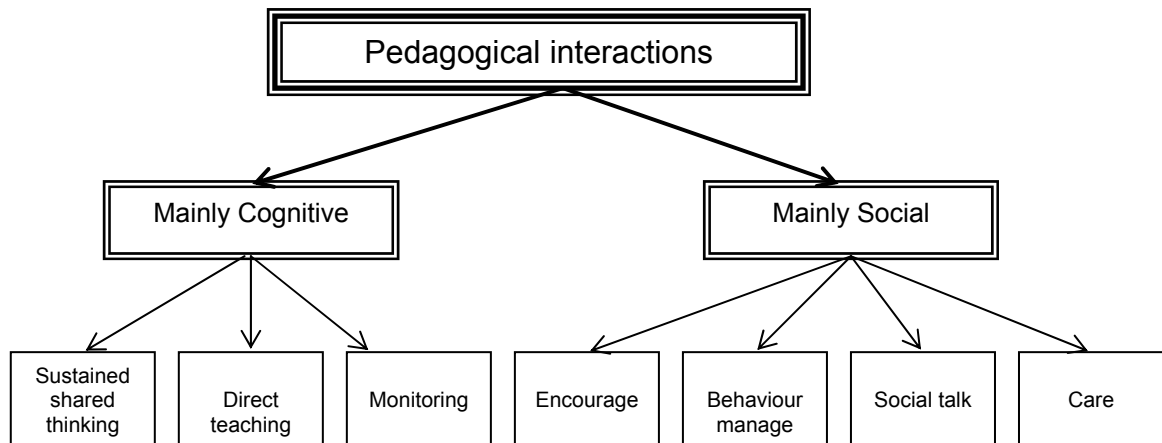 Pedagogical interactions
Mainly Cognitive
Mainly Social
Sustained
shared
thinking
Direct
teaching
Monitoring
Encourage
Behaviour
manage
Social talk
Care